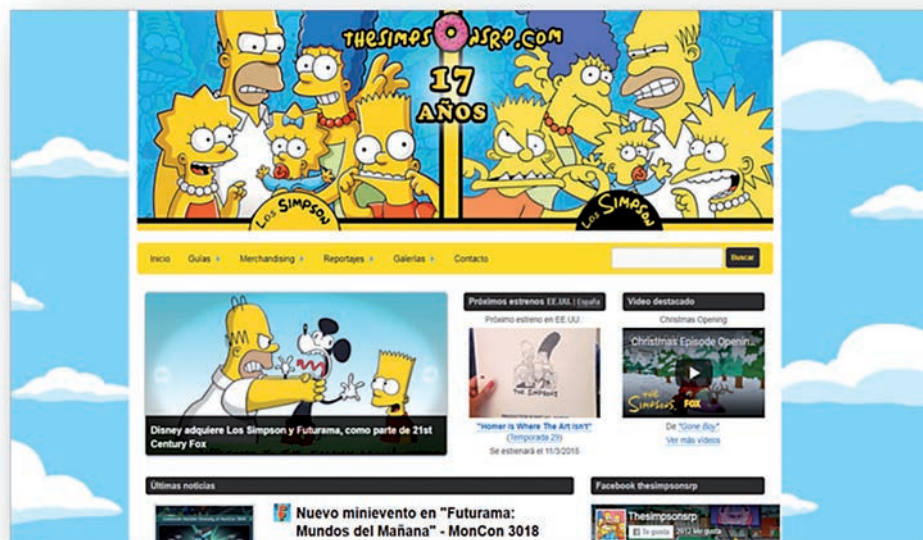 THESIMPSONSRP.COM
17
AÑOS
LOS SIMPSON
LOS SIMPSON
Inicio Guías Merchandising Reportajes Galerías Contacto
Buscar
Disney adquiere Los Simpson y Futurama, como parte de 21st
Century Fox
Próximos estrenos EE.UU. | España
Próximo estreno en EE.UU.:
THE SIMPSONS
"Homer Is Where The Art Isn't"
(Temporada 29)
Se estrenará el 11/3/2018
Video destacado
Christmas Opening
Christmas Episode Openin...
THE SIMPSONS FOX
De "Gone Boy"
Ver más vídeos
Últimas noticias
Nuevo minievento en "Futurama:
Mundos del Mañana" - MonCon 3018
Facebook thesimpsonsrp
Thesimpsonsrp
Te gusta 2912 Me gusta